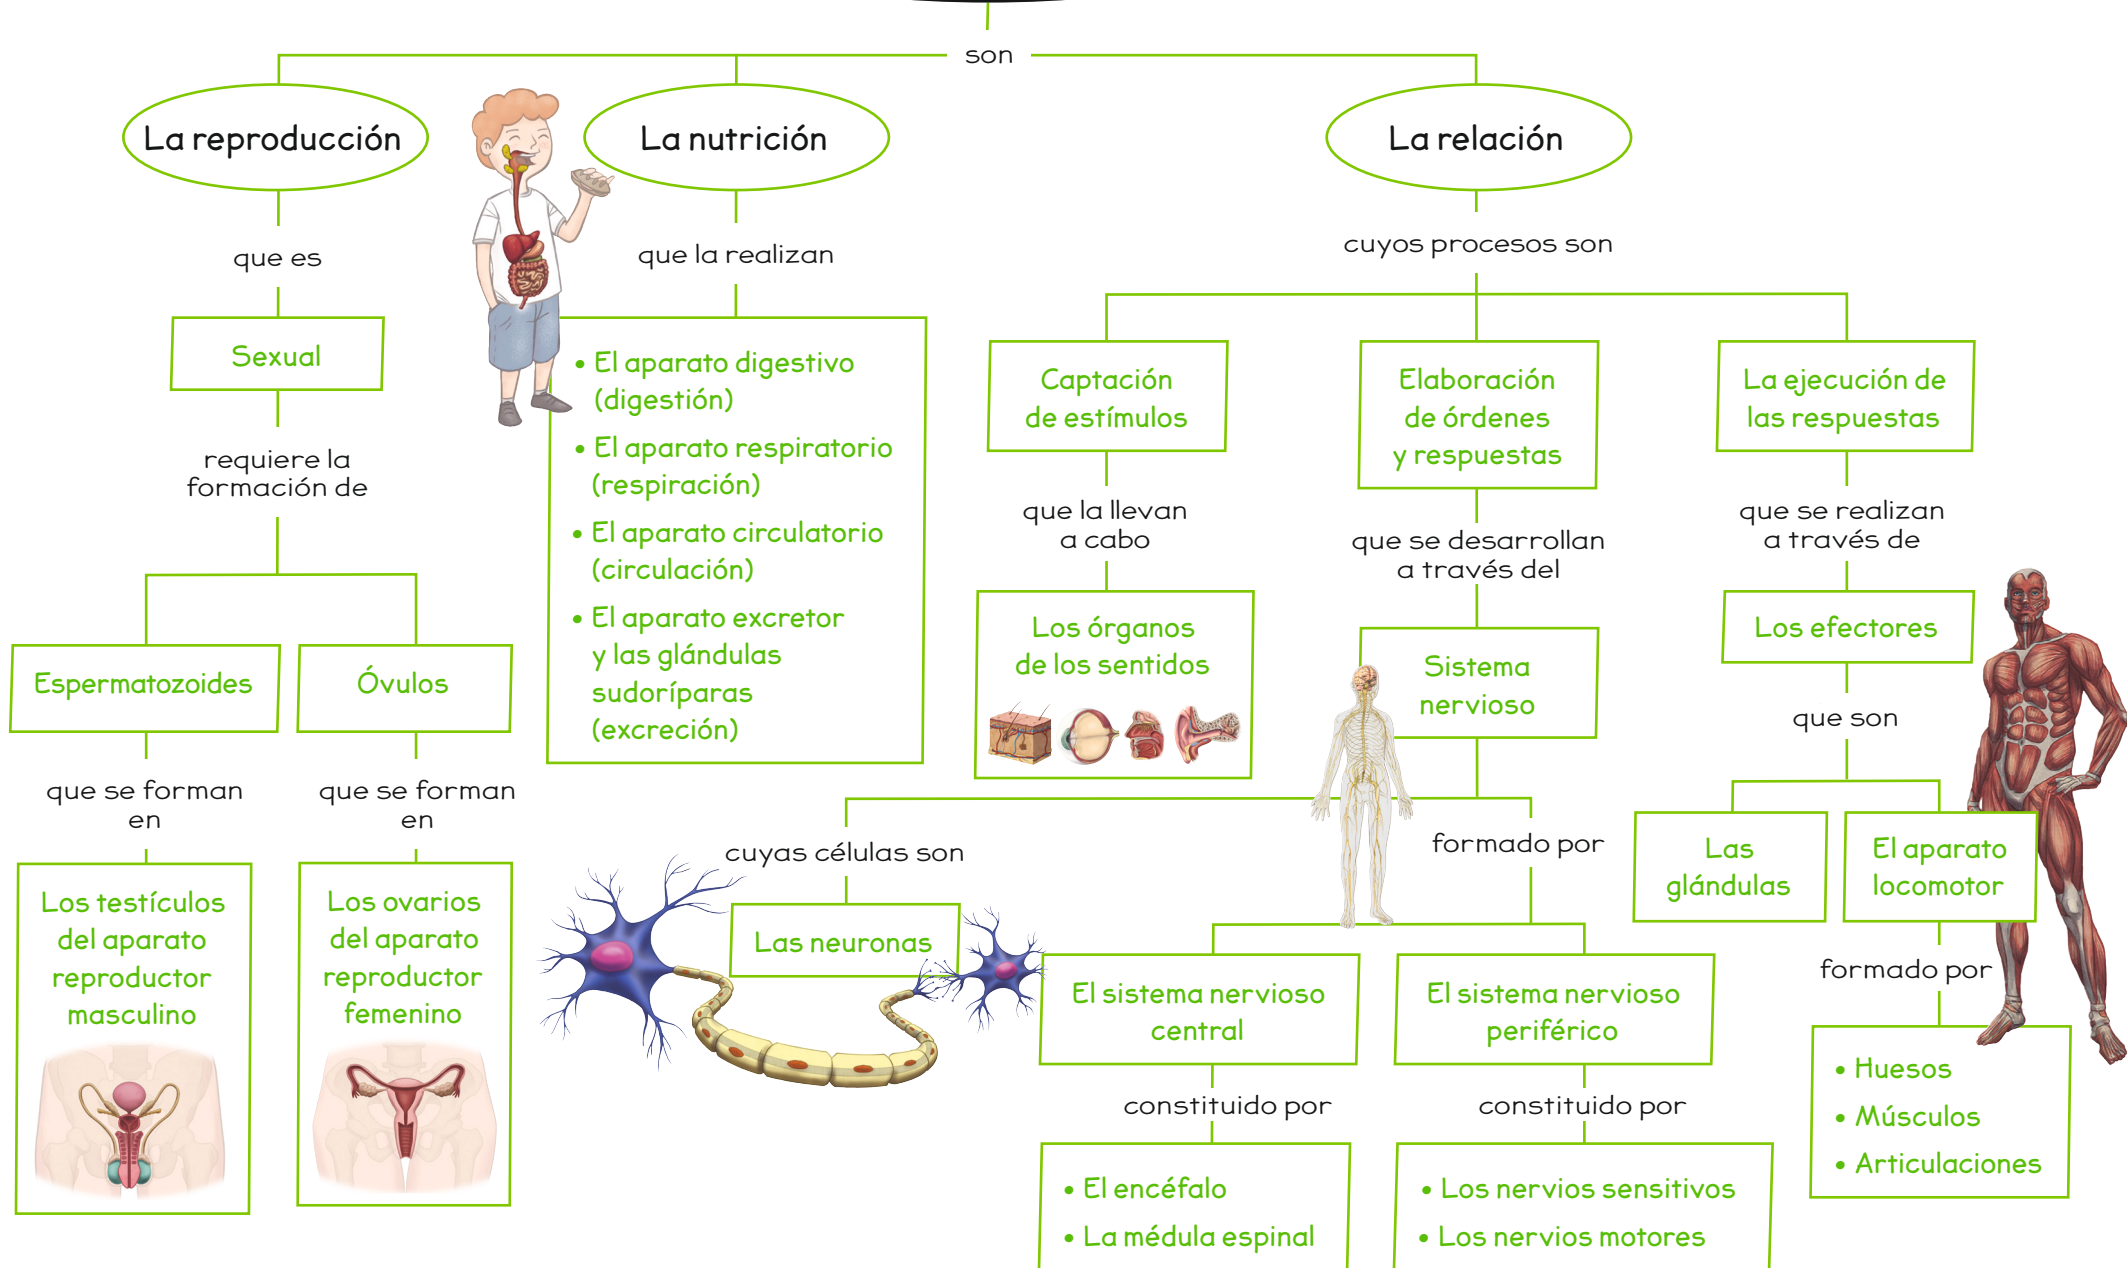 son
La reproducción
que es
Sexual
requiere la
formación de
Espermatozoides
que se forman
en
Los testículos
del aparato
reproductor
masculino
Óvulos
que se forman
en
Los ovarios
del aparato
reproductor
femenino
La nutrición
que la realizan
• El aparato digestivo
(digestión)
• El aparato respiratorio
(respiración)
• El aparato circulatorio
(circulación)
• El aparato excretor
y las glándulas
sudoríparas
(excreción)
La relación
cuyos procesos son
Captación
de estímulos
que la llevan
a cabo
Los órganos
de los sentidos
Elaboración
de órdenes
y respuestas
que se desarrollan
a través del
Sistema
nervioso
cuyas células son
Las neuronas
formado por
El sistema nervioso
central
constituido por
• El encéfalo
• La médula espinal
El sistema nervioso
periférico
constituido por
• Los nervios sensitivos
• Los nervios motores
La ejecución de
las respuestas
que se realizan
a través de
Los efectores
que son
Las
glándulas
El aparato
locomotor
formado por
• Huesos
• Músculos
• Articulaciones